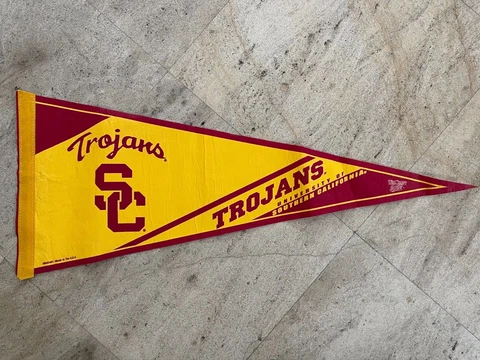 Trojans
SC
TROJANS
UNIVERSITY OF
SOUTHERN CALIFORNIA